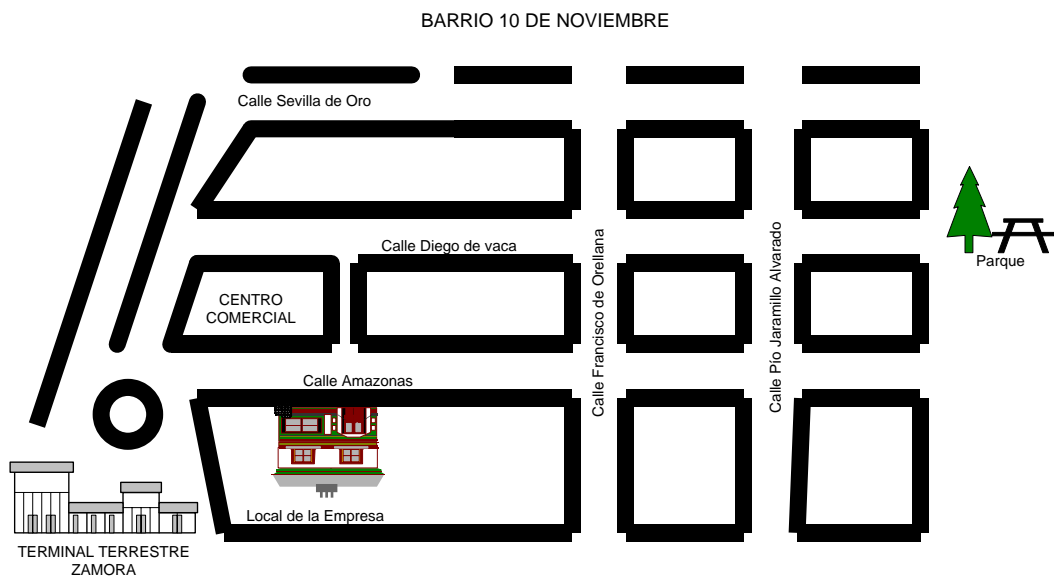 BARRIO 10 DE NOVIEMBRE
Calle Sevilla de Oro
Calle Diego de vaca
Calle Francisco de Orellana
Calle Pío Jaramillo Alvarado
Parque
CENTRO
COMERCIAL
Calle Amazonas
Local de la Empresa
TERMINAL TERRESTRE
ZAMORA